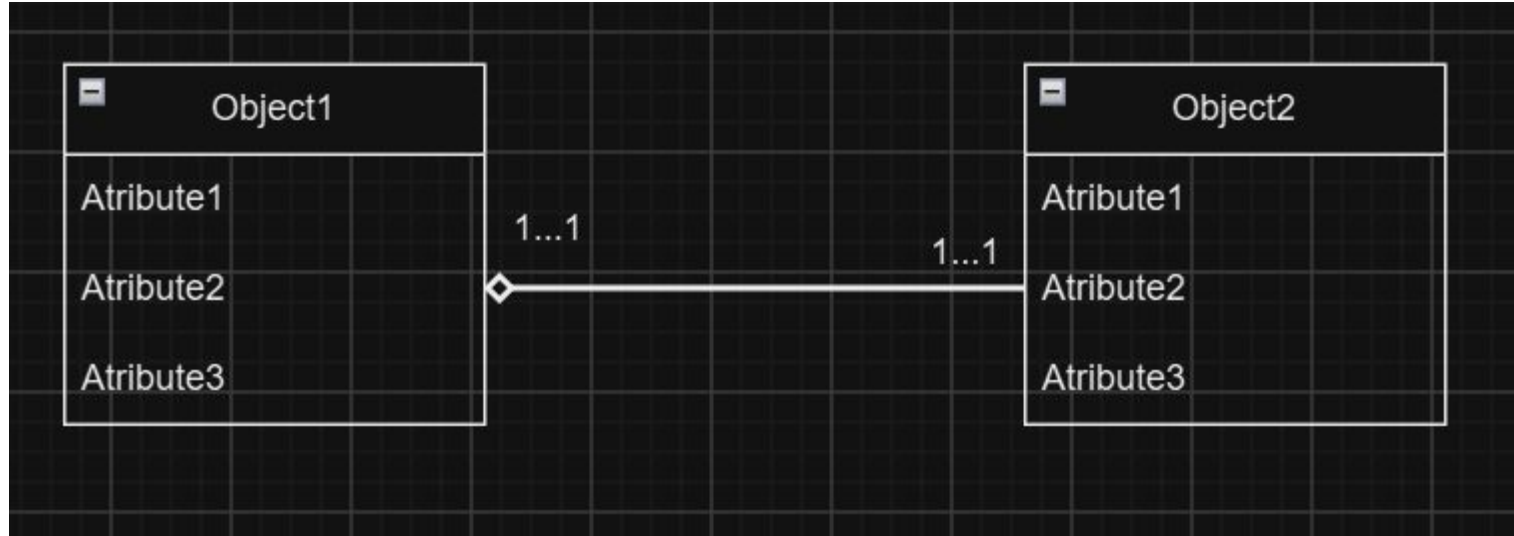 Object1
Atribute1
Atribute2
Atribute3
1...1
1...1
Object2
Atribute1
Atribute2
Atribute3